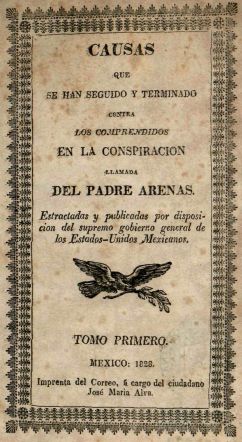 CAUSAS
QUE
SE HAN SEGUIDO Y TERMINADO
CONTRA
LOS COMPRENDIDOS
EN LA CONSPIRACION
LLAMADA
DEL PADRE ARENAS.
Estractadas y publicadas por disposi-
cion del supremo gobierno general de
los Estados-Unidos Mexicanos.
TOMO PRIMERO.
MEXICO: 1828.
Imprenta del Correo, á cargo del ciudadano
José Maria Alva.